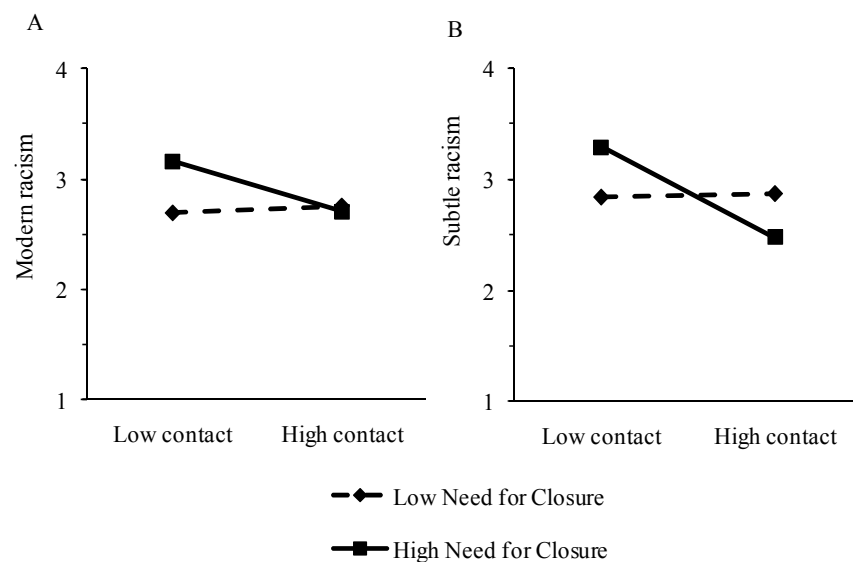 A
4
3
2
1
Modern racism
Low contact
High contact
B
4
3
2
1
Subtle racism
Low contact
High contact
Low Need for Closure
High Need for Closure